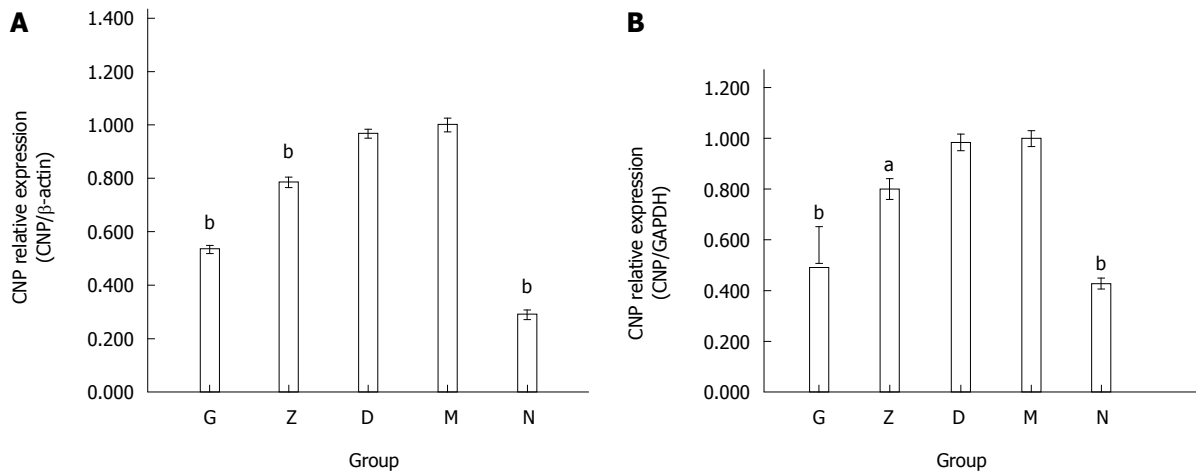 A
CNP relative expression
(CNP/β-actin)
1.400
1.200
1.000
0.800
0.600
0.400
0.200
0.000
b
b
b
G Z D M N
Group
B
CNP relative expression
(CNP/GAPDH)
1.200
1.000
0.800
0.600
0.400
0.200
0.000
b
a
b
G Z D M N
Group